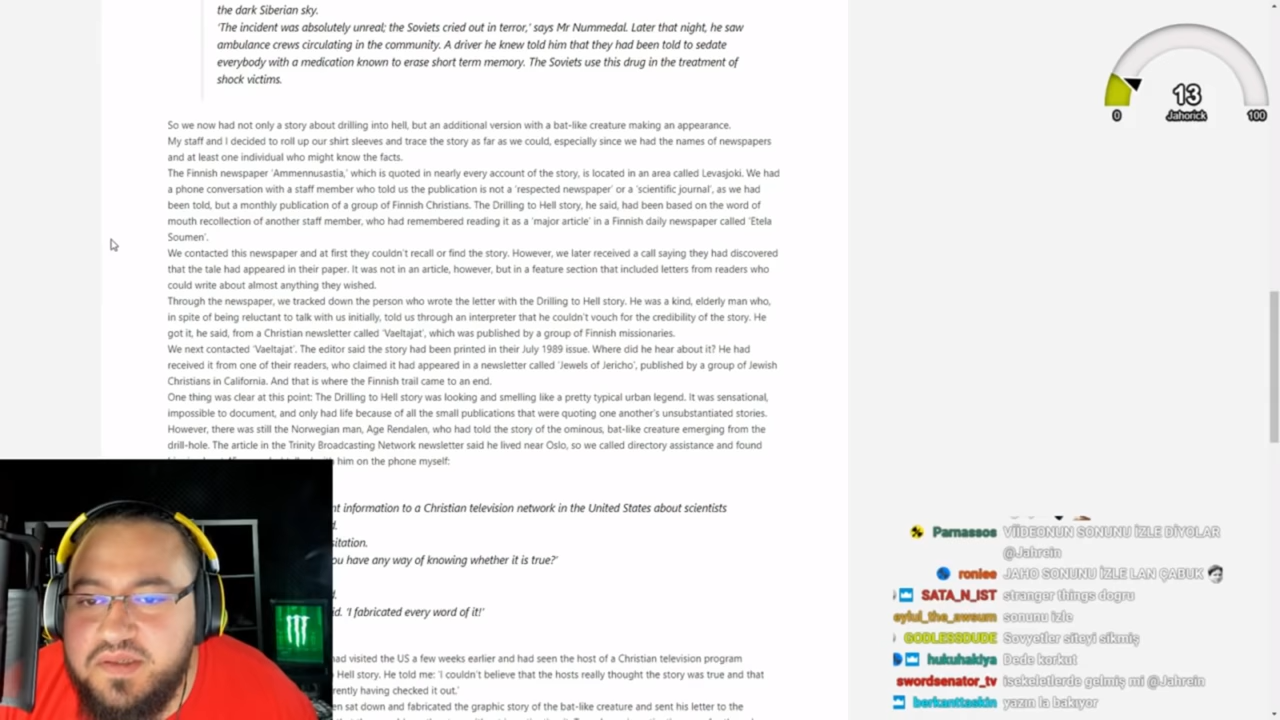 the dark Siberian sky.
'The incident was absolutely unreal; the Soviets cried out in terror,' says Mr Nummedal. Later that night, he saw
ambulance crews circulating in the community. A driver he knew told him that they had been told to sedate
everybody with a medication known to erase short term memory. The Soviets use this drug in the treatment of
shock victims.
So we now had not only a story about drilling into hell, but an additional version with a bat-like creature making an appearance.
My staff and I decided to roll up our shirt sleeves and trace the story as far as we could, especially since we had the names of newspapers
and at least one individual who might know the facts.
The Finnish newspaper 'Ammennusastia,' which is quoted in nearly every account of the story, is located in an area called Levasjoki. We had
a phone conversation with a staff member who told us the publication is not a 'respected newspaper' or a 'scientific journal', as we had
been told, but a monthly publication of a group of Finnish Christians. The Drilling to Hell story, he said, had been based on the word of
mouth recollection of another staff member, who had remembered reading it as a 'major article' in a Finnish daily newspaper called 'Etela
Soumen'.
We contacted this newspaper and at first they couldn't recall or find the story. However, we later received a call saying they had discovered
that the tale had appeared in their paper. It was not in an article, however, but in a feature section that included letters from readers who
could write about almost anything they wished.
Through the newspaper, we tracked down the person who wrote the letter with the Drilling to Hell story. He was a kind, elderly man who,
in spite of being reluctant to talk with us initially, told us through an interpreter that he couldn't vouch for the credibility of the story. He
got it, he said, from a Christian newsletter called 'Vaeltajat', which was published by a group of Finnish missionaries.
We next contacted 'Vaeltajat'. The editor said the story had been printed in their July 1989 issue. Where did he hear about it? He had
received it from one of their readers, who claimed it had appeared in a newsletter called 'Jewels of Jericho', published by a group of Jewish
Christians in California. And that is where the Finnish trail came to an end.
One thing was clear at this point: The Drilling to Hell story was looking and smelling like a pretty typical urban legend. It was sensational,
impossible to document, and only had life because of all the small publications that were quoting one another's unsubstantiated stories.
However, there was still the Norwegian man, Age Rendalen, who had told the story of the ominous, bat-like creature emerging from the
drill-hole. The article in the Trinity Broadcasting Network newsletter said he lived near Oslo, so we called directory assistance and found
him on the phone myself:
information to a Christian television network in the United States about scientists
have any way of knowing whether it is true?'
'I fabricated every word of it!'
had visited the US a few weeks earlier and had seen the host of a Christian television program
Hell story. He told me: 'I couldn't believe that the hosts really thought the story was true and that
having checked it out.'
sat down and fabricated the graphic story of the bat-like creature and sent his letter to the
13
Jahorick
0
100
Parnassos VİİDEONUN SONUNU İZLE DİYOLAR
@Jahrein
ronlee JAHO SONUNU İZLE LAN ÇABUK
SATA_N_IST stranger things dogru
eylul_the_awsum sonunu izle
GODLESSDUDE Sovyetler siteyi sikmiş
hukuhakiya Dede korkut
swordsenator_tv isekeletlerde gelmiş mi @Jahrein
berkanttaskin yazın la bakıyor